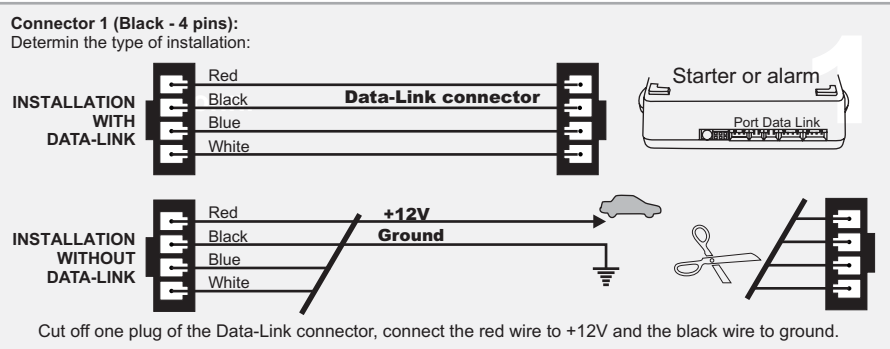 Connector 1 (Black - 4 pins):
Determin the type of installation:
1
Red
Black
Blue
White
Data-Link connector
INSTALLATION
WITH
DATA-LINK
Starter or alarm
Port Data Link
Red
Black
Blue
White
+12V
Ground
INSTALLATION
WITHOUT
DATA-LINK
Cut off one plug of the Data-Link connector, connect the red wire to +12V and the black wire to ground.